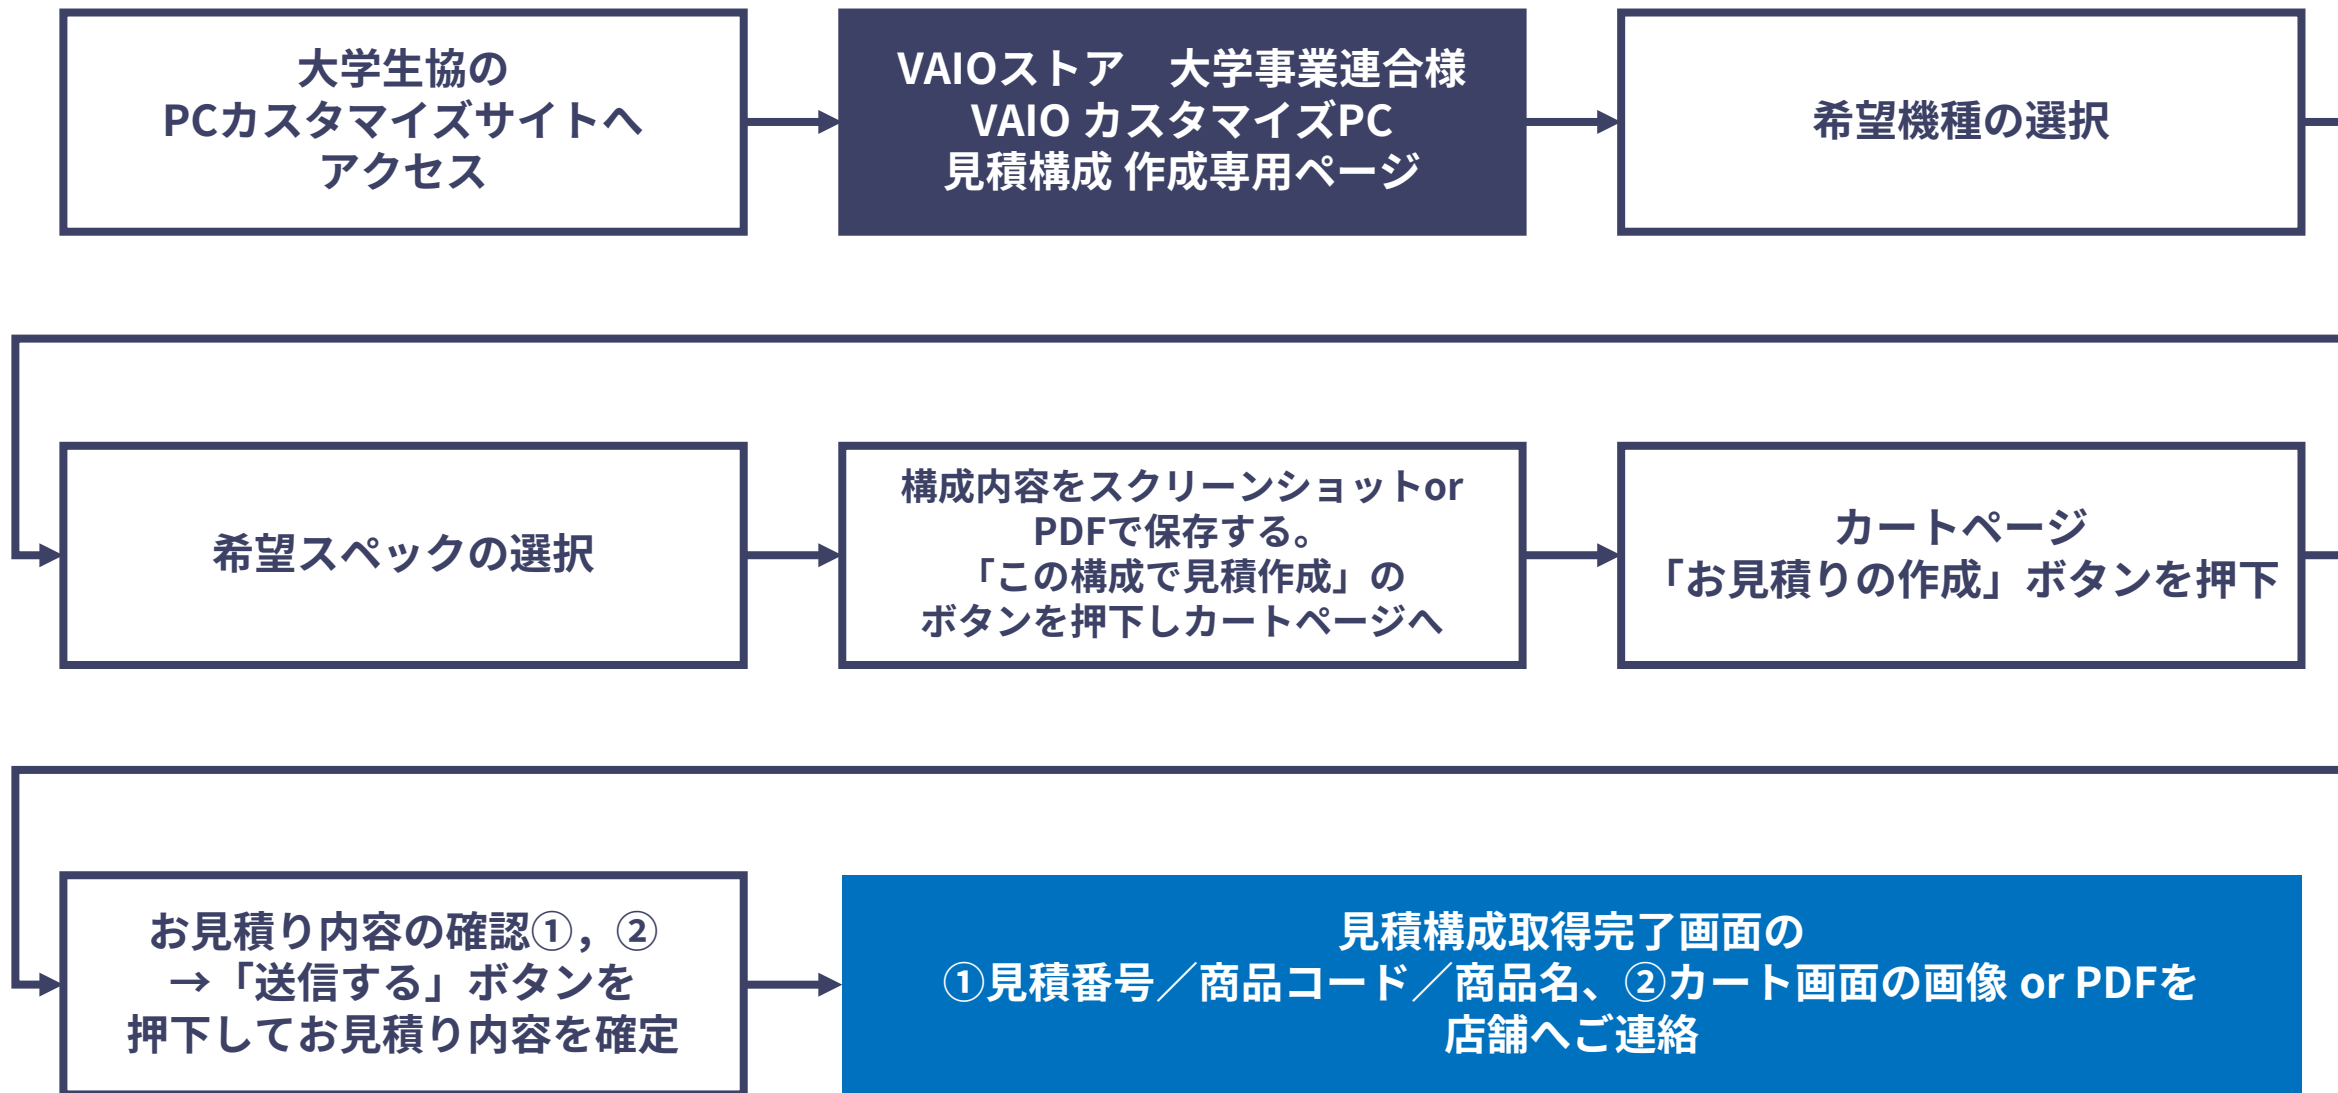 大学生協の
PCカスタマイズサイトへ
アクセス
VAIOストア　大学事業連合様
VAIO カスタマイズPC
見積構成 作成専用ページ
希望機種の選択
希望スペックの選択
構成内容をスクリーンショットor
PDFで保存する。
「この構成で見積作成」の
ボタンを押下しカートページへ
カートページ
「お見積りの作成」ボタンを押下
お見積り内容の確認①，②
→「送信する」ボタンを
押下してお見積り内容を確定
見積構成取得完了画面の
①見積番号／商品コード／商品名、②カート画面の画像 or PDFを
店舗へご連絡